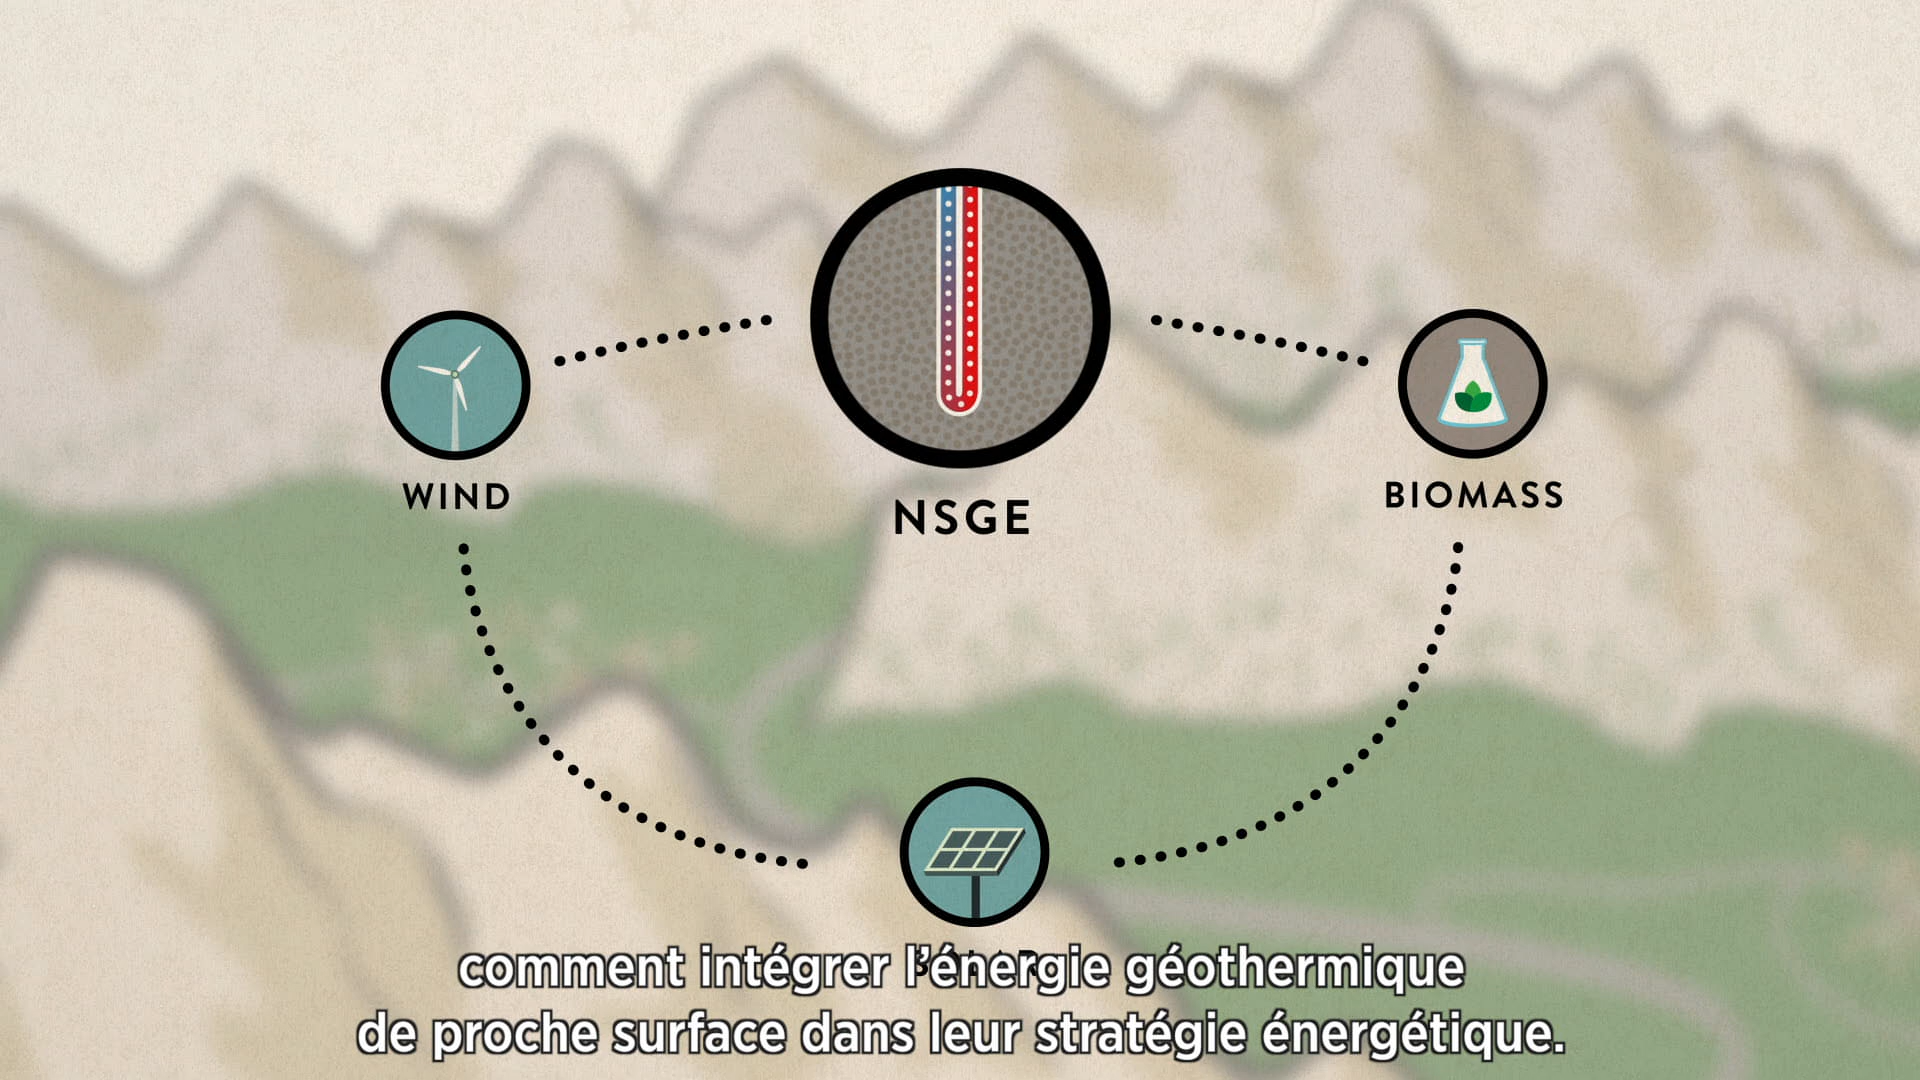 WIND
NSGE
BIOMASS
comment intégrer l'énergie géothermique
de proche surface dans leur stratégie énergétique.